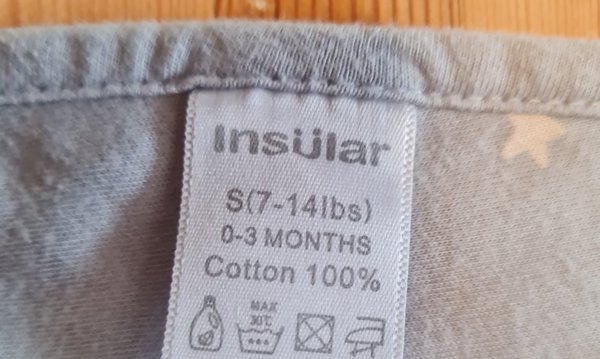 Insülar
S(7-14lbs)
0-3 MONTHS
Cotton 100%
MAX
30℃